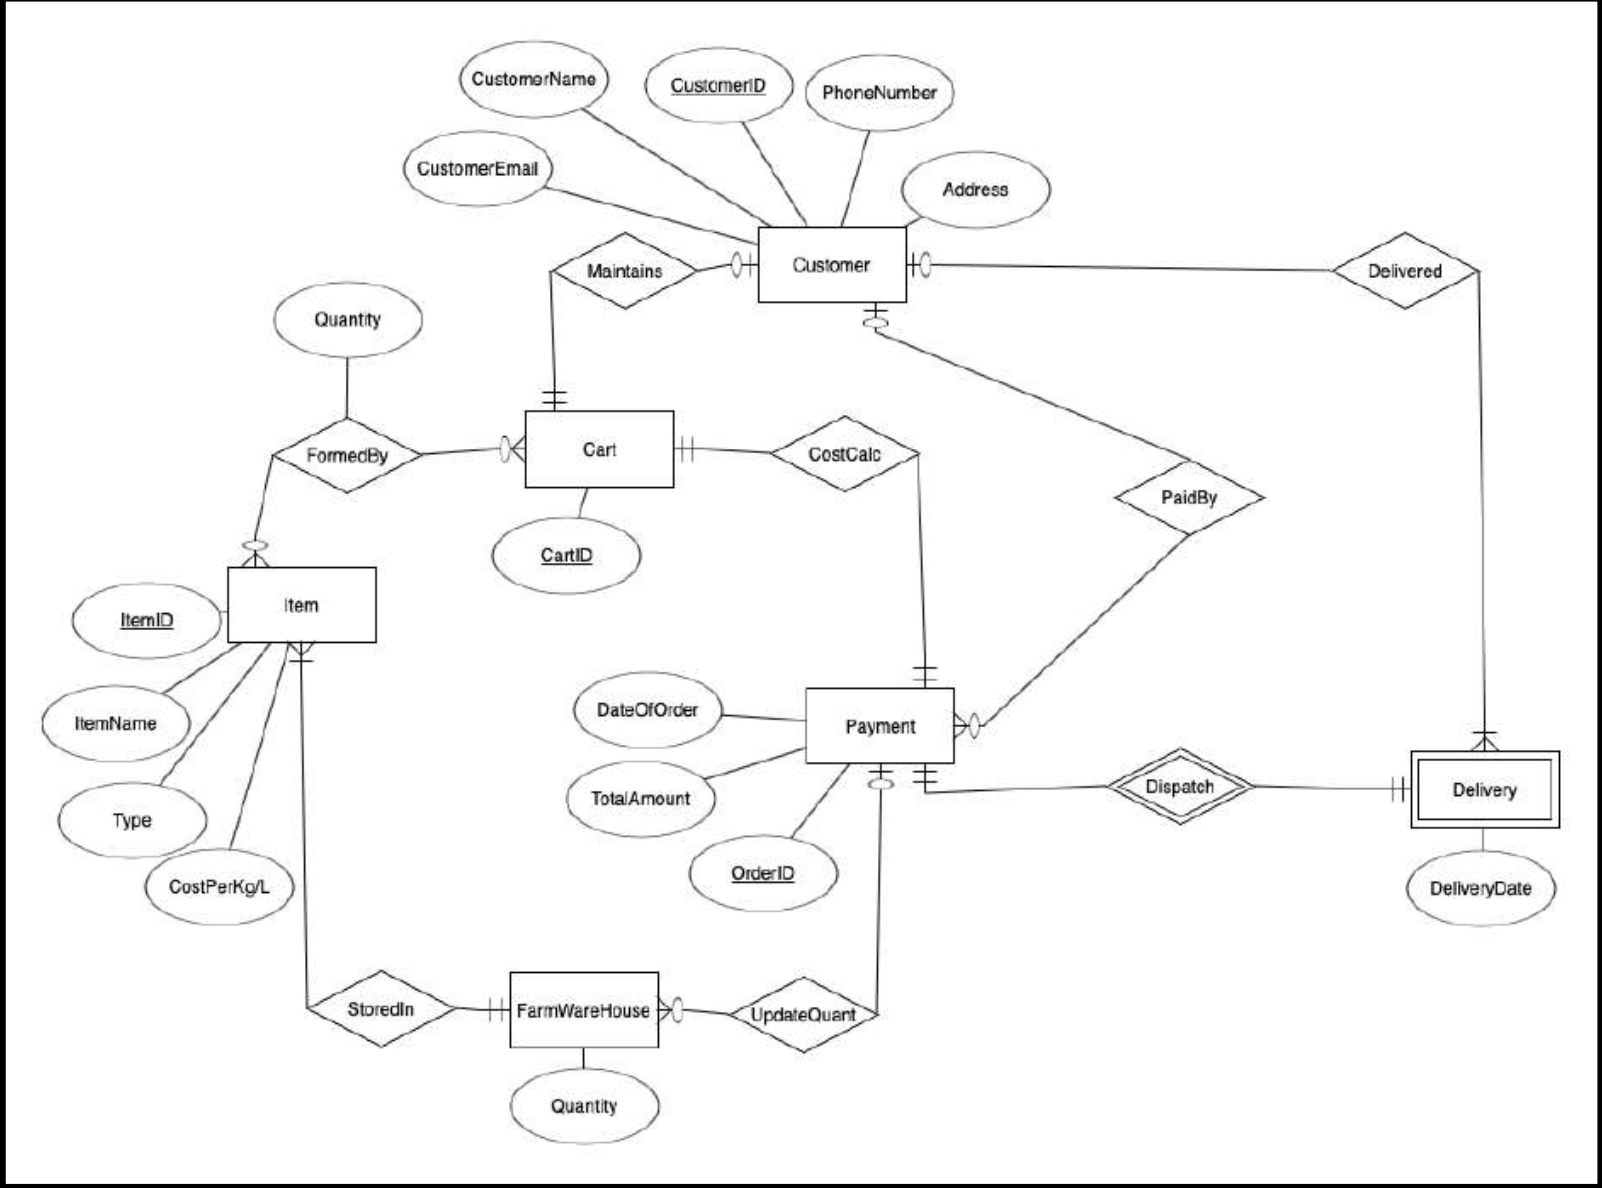 CustomerName
CustomerID
PhoneNumber
CustomerEmail
Address
Maintains
Customer
Delivered
Quantity
FormedBy
Cart
CostCalc
PaidBy
CartID
Item
ItemID
ItemName
DateOfOrder
Payment
Type
TotalAmount
Dispatch
Delivery
CostPerKg/L
OrderID
DeliveryDate
StoredIn
FarmWareHouse
UpdateQuant
Quantity